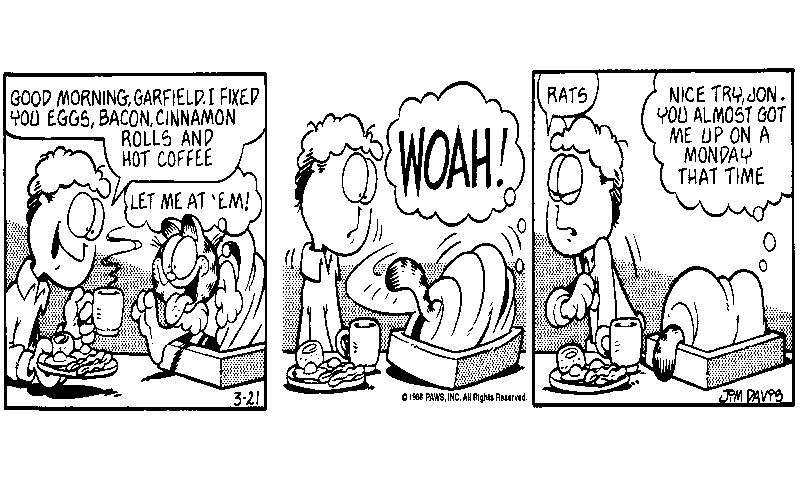 GOOD MORNING, GARFIELD. I FIXED
YOU EGGS, BACON, CINNAMON
ROLLS AND
HOT COFFEE
LET ME AT 'EM!
3-21
WOAH!
© 1988 PAWS, INC. All Rights Reserved.
RATS
NICE TRY, JON.
YOU ALMOST GOT
ME UP ON A
MONDAY
THAT TIME
JIM DAVIS